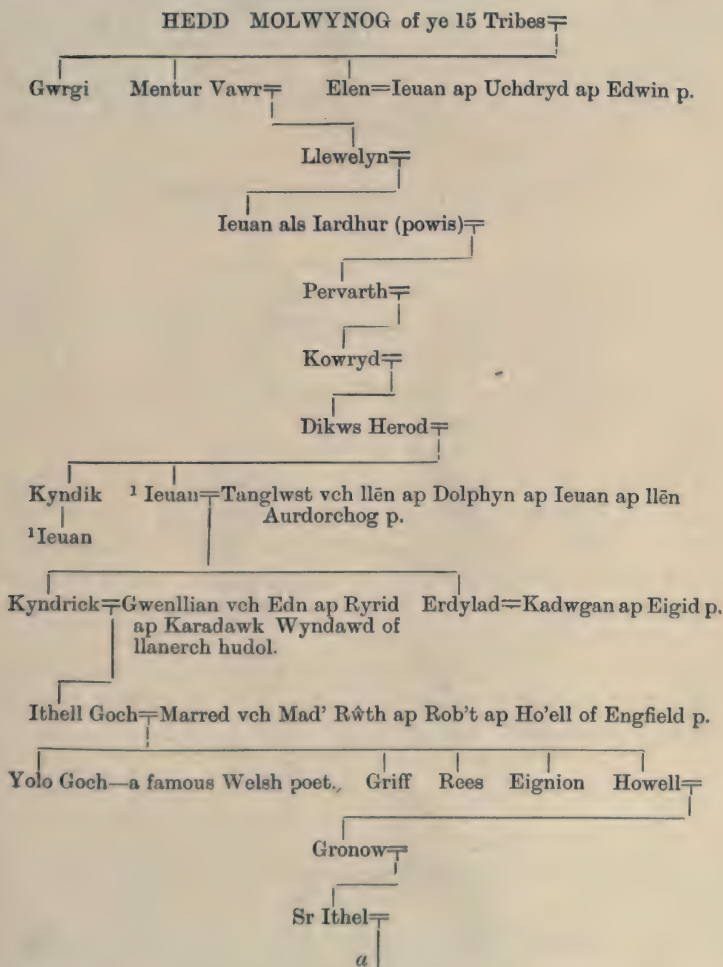 HEDD MOLWYNOG of ye 15 Tribes=
Gwrgi Mentur Vawr= Elen=Ieuan ap Uchdryd ap Edwin p.
Llewelyn=
Ieuan als Iardhur (powis)=
Pervarth=
Kowryd=
Dikws Herod=
Kyndik ¹ Ieuan=Tanglwst vch llēn ap Dolphyn ap Ieuan ap llēn
Aurdorchog p.
¹Ieuan
Kyndrick=Gwenllian vch Edn ap Ryrid Erdylad=Kadwgan ap Eigid p.
ap Karadawk Wyndawd of
llanerch hudol.
Ithell Goch=Marred vch Mad' Rŵth ap Rob't ap Ho'ell of Engfield p.
Yolo Goch—a famous Welsh poet., Griff Rees Eignion Howell=
Gronow=
Sr Ithel=
a